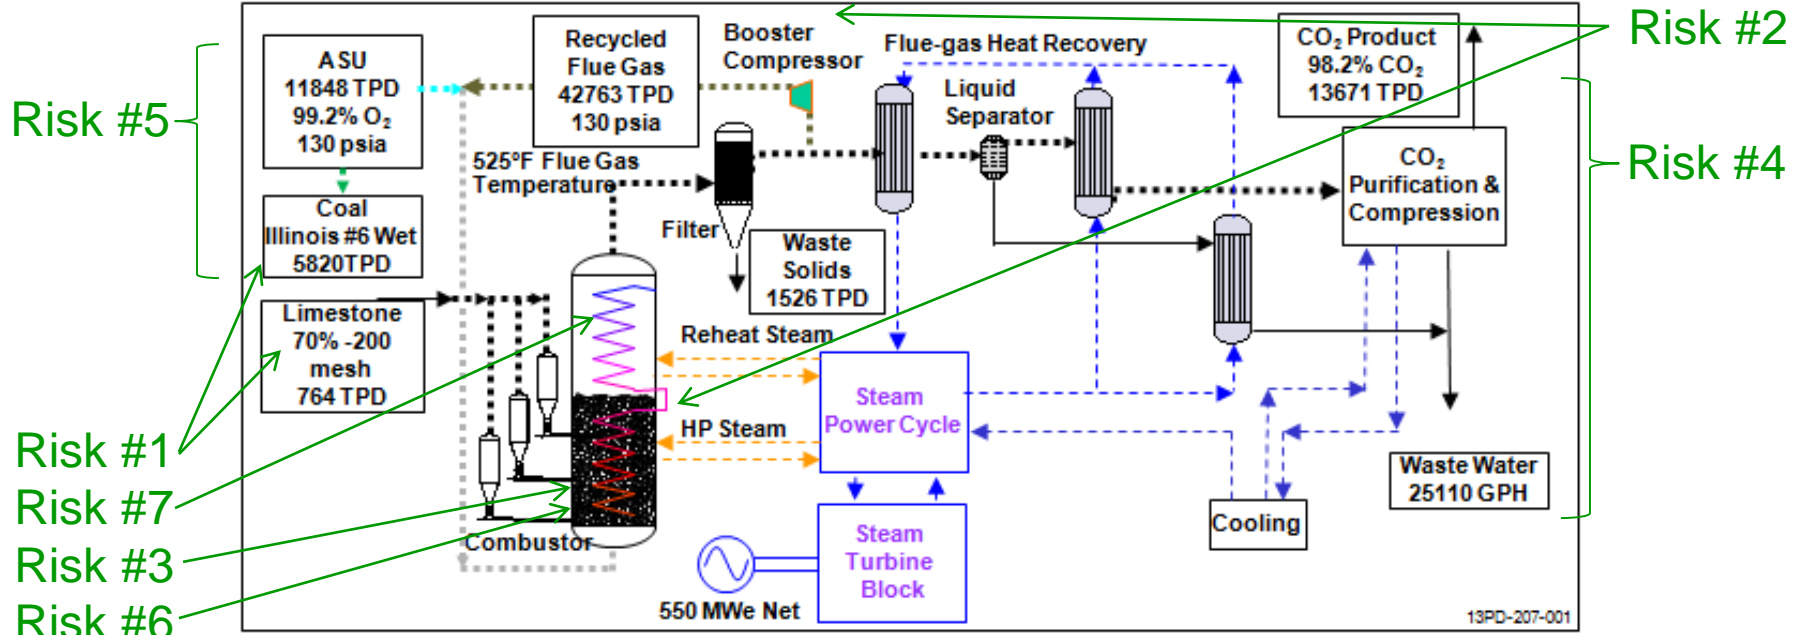 Risk #2
Risk #5
Risk #4
Risk #1
Risk #7
Risk #3
Risk #6
ASU
11848 TPD
99.2% O₂
130 psia
Coal
Illinois #6 Wet
5820TPD
Limestone
70% -200
mesh
764 TPD
Recycled
Flue Gas
42763 TPD
130 psia
Booster
Compressor
525ºF Flue Gas
Temperature
Filter
Waste
Solids
1526 TPD
Flue-gas Heat Recovery
Liquid
Separator
CO₂ Product
98.2% CO₂
13671 TPD
CO₂
Purification &
Compression
Reheat Steam
HP Steam
Steam
Power Cycle
Steam
Turbine
Block
Combustor
550 MWe Net
Cooling
Waste Water
25110 GPH
13PD-207-001